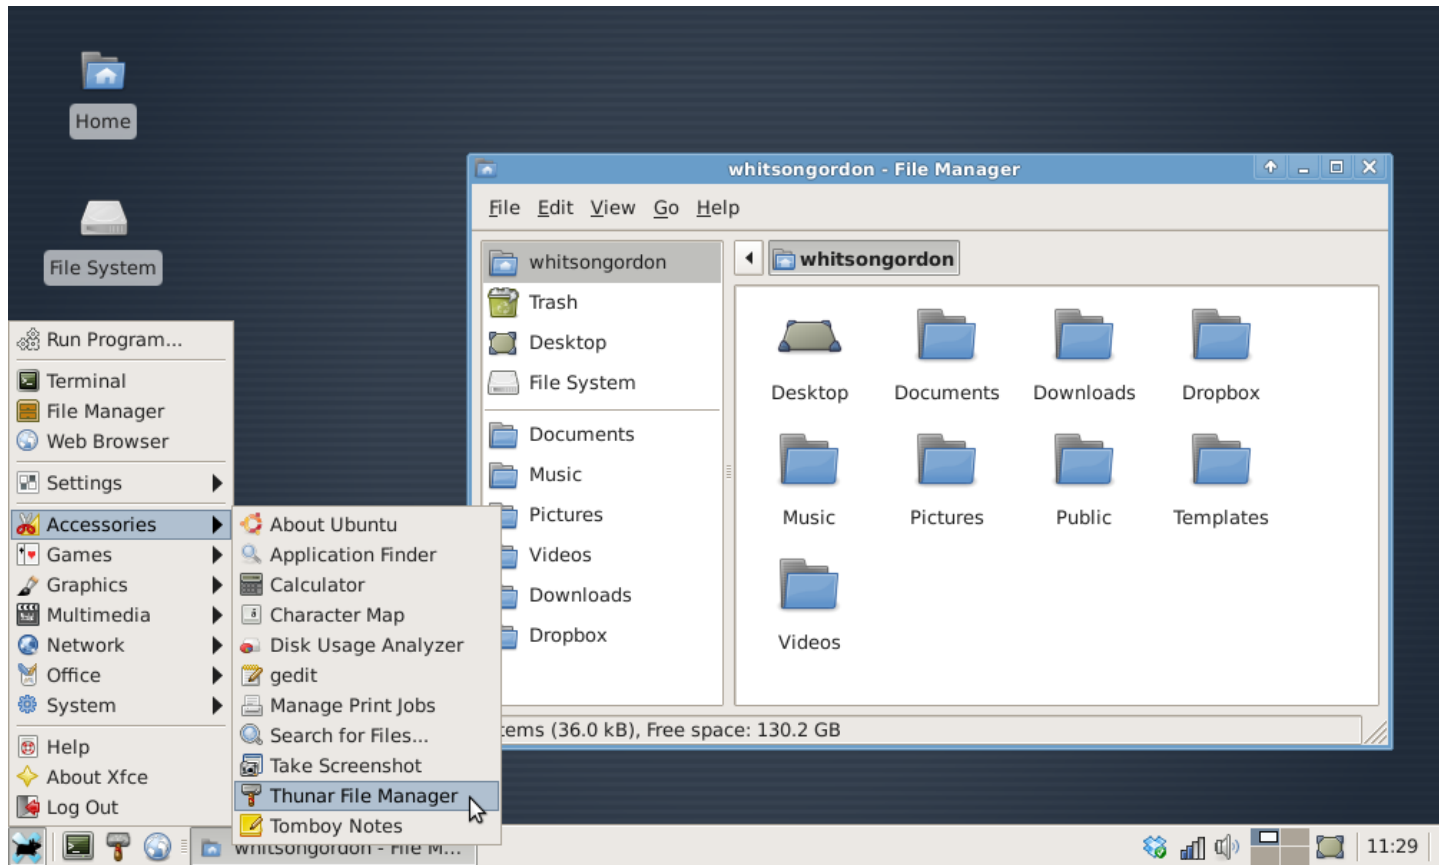 Home
File System
whitsongordon - File Manager
File Edit View Go Help
whitsongordon
Trash
Desktop
File System
Documents
Music
Pictures
Videos
Downloads
Dropbox
whitsongordon
Desktop Documents Downloads Dropbox
Music Pictures Public Templates
Videos
(36.0 kB), Free space: 130.2 GB
Run Program...
Terminal
File Manager
Web Browser
Settings
Accessories
Games
Graphics
Multimedia
Network
Office
System
Help
About Xfce
Log Out
About Ubuntu
Application Finder
Calculator
Character Map
Disk Usage Analyzer
gedit
Manage Print Jobs
Search for Files...
Take Screenshot
Thunar File Manager
Tomboy Notes
whitsongordon - File M...
11:29